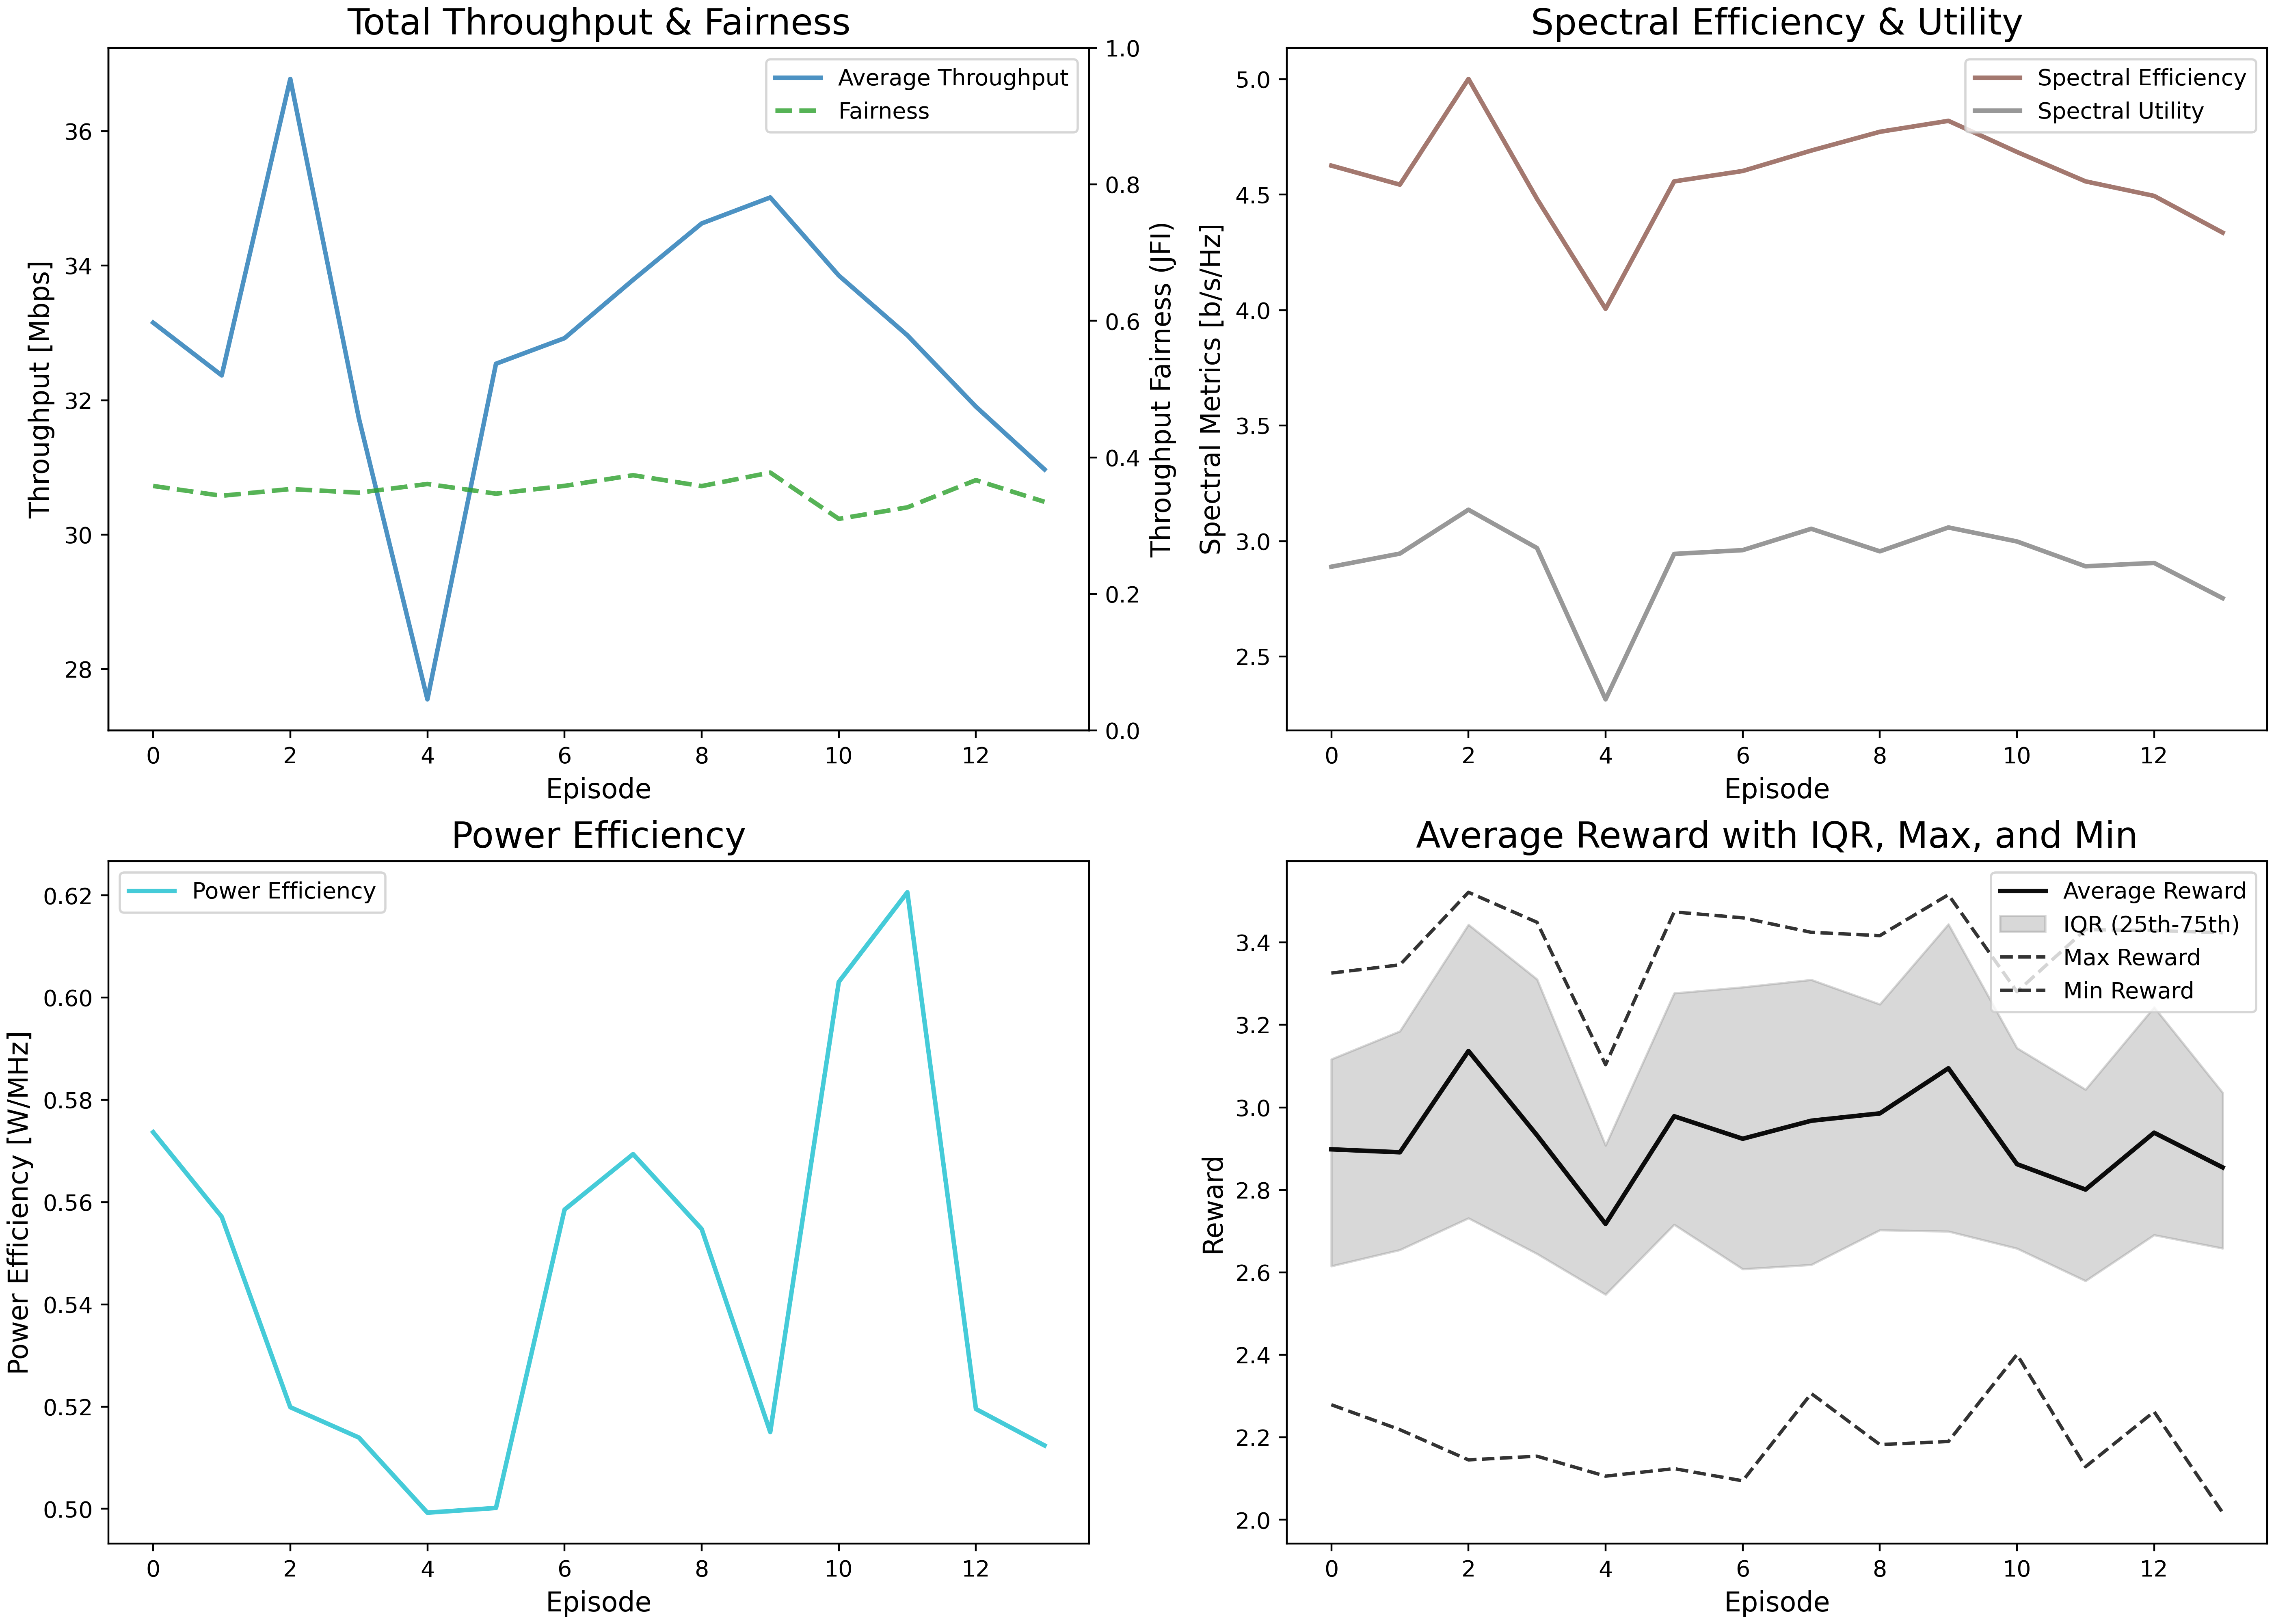 Total Throughput & Fairness
Average Throughput
Fairness
Throughput [Mbps]
36
34
32
30
28
1.0
0.8
0.6
0.4
0.2
0.0
Throughput Fairness (JFI)
0 2 4 6 8 10 12
Episode
Spectral Efficiency & Utility
Spectral Efficiency
Spectral Utility
Spectral Metrics [b/s/Hz]
5.0
4.5
4.0
3.5
3.0
2.5
0 2 4 6 8 10 12
Episode
Power Efficiency
Power Efficiency
Power Efficiency [W/MHz]
0.62
0.60
0.58
0.56
0.54
0.52
0.50
0 2 4 6 8 10 12
Episode
Average Reward with IQR, Max, and Min
Average Reward
IQR (25th-75th)
Max Reward
Min Reward
Reward
3.4
3.2
3.0
2.8
2.6
2.4
2.2
2.0
0 2 4 6 8 10 12
Episode